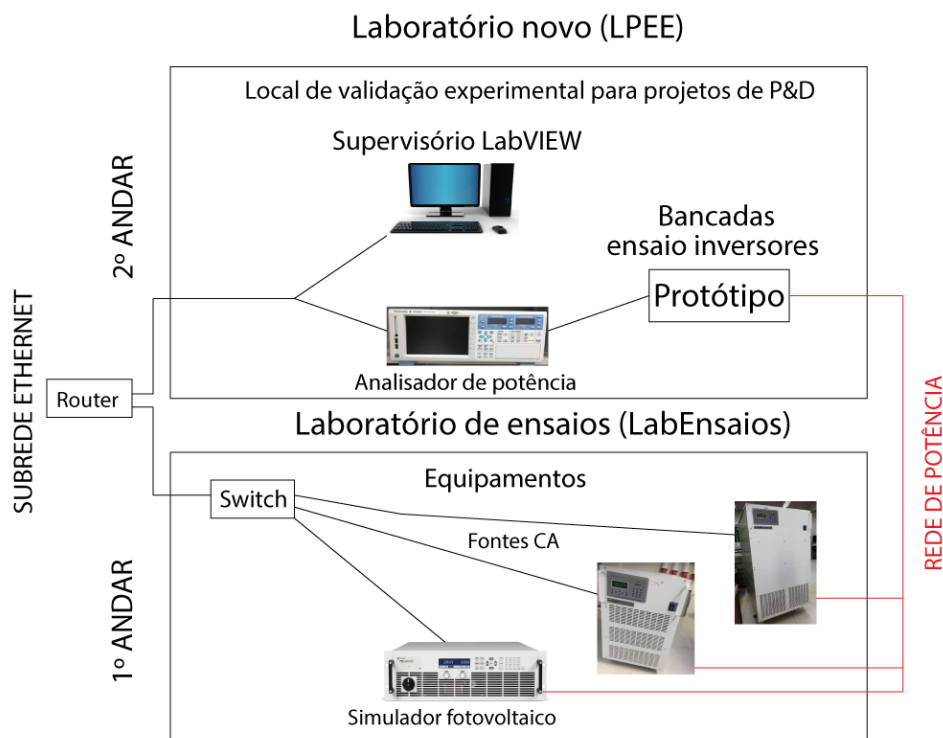 Laboratório novo (LPEE)
Local de validação experimental para projetos de P&D
Supervisório LabVIEW
2º ANDAR
Bancadas
ensaio inversores
Protótipo
Analisador de potência
SUBREDE ETHERNET
Router
Laboratório de ensaios (LabEnsaios)
Equipamentos
Switch
Fontes CA
1º ANDAR
Simulador fotovoltaico
REDE DE POTÊNCIA